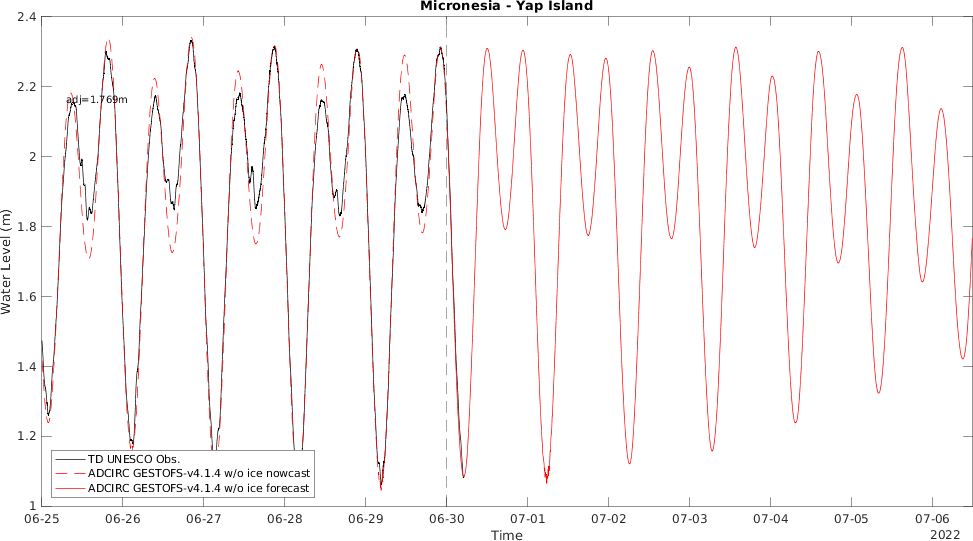 Micronesia - Yap Island
2.4
2.2
2
1.8
1.6
1.4
1.2
1
Water Level (m)
adj=1.769m
TD UNESCO Obs.
ADCIRC GESTOFS-v4.1.4 w/o ice nowcast
ADCIRC GESTOFS-v4.1.4 w/o ice forecast
06-25 06-26 06-27 06-28 06-29 06-30 07-01 07-02 07-03 07-04 07-05 07-06
Time
2022